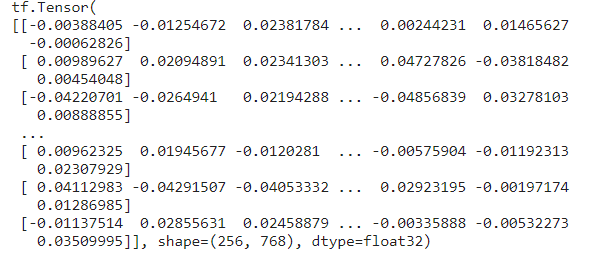 tf.Tensor(
[[-0.00388405 -0.01254672  0.02381784 ...  0.00244231  0.01465627
  -0.00062826]
 [ 0.00989627  0.02094891  0.02341303 ...  0.04727826 -0.03818482
   0.00454048]
 [-0.04220701 -0.0264941   0.02194288 ... -0.04856839  0.03278103
   0.00888855]
 ...
 [ 0.00962325  0.01945677 -0.0120281  ... -0.00575904 -0.01192313
   0.02307929]
 [ 0.04112983 -0.04291507 -0.04053332 ...  0.02923195 -0.00197174
   0.01286985]
 [-0.01137514  0.02855631  0.02458879 ... -0.00335888 -0.00532273
   0.03509995]], shape=(256, 768), dtype=float32)